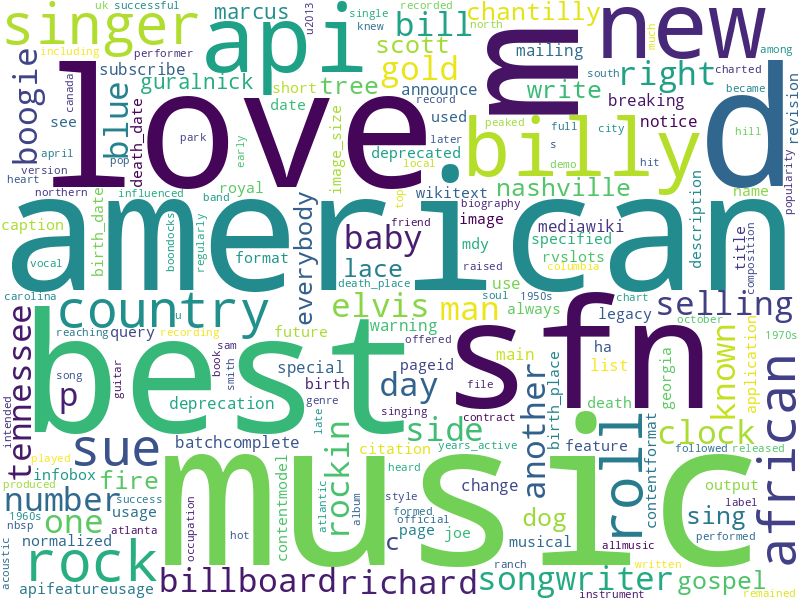 uk successful
singer
api
marcus
u2013
single recorded
knew north
bill
chantilly
new
much
including
performer
boogie
subscribe
guralnick
scott
gold
mailing
among
south charted
blue
short tree
announce
write
right
popularity
revision
canada
see
date
used
breaking
became
death_date
image_size
love
m
d
park
record
later
peaked
full
city
notice
april
pop
early
deprecated
s
demo
hit
hill
version
heart
royal
local
billy
northern
influenced
band
top
wikitext
nashville
name
american
caption
birth_date
boondocks
regularly
everybody
friend
biography
image
mediawiki
description
title
composition
vocal
format
baby
mdy
specified
rvslots
lace
death_place
raised
columbia
use
carolina
country
u
elvis
soul
1950s
man
chart
poster
legacy
selling
reaching
query
recording
future
warning
always
october
1970s
best
sfn
song
book
sam
smith
guitar
special
offered
main
ha
list
georgia
known
application
tennessee
p
birth
pageid
day
file
dog
death
deprecation
genre
singing
contract
another
birth_place
intended
played
sue
late
years_active
side
feature
clock
followed released
batchcomplete
rockin
citation
roll
contentformat
african
infobox
contentmodel
heard
music
produced
number
fire
change
output
1960s
success
usage
atlantic
album
style
formed
official
label
nbsp
one
atlanta
normalized
occupation
hot
c
page
joe
musical
sing
performed
allmusic
acoustic
rock
apifeatureusage
billboard
richard
ranch
songwriter
instrument
written
gospel
remained